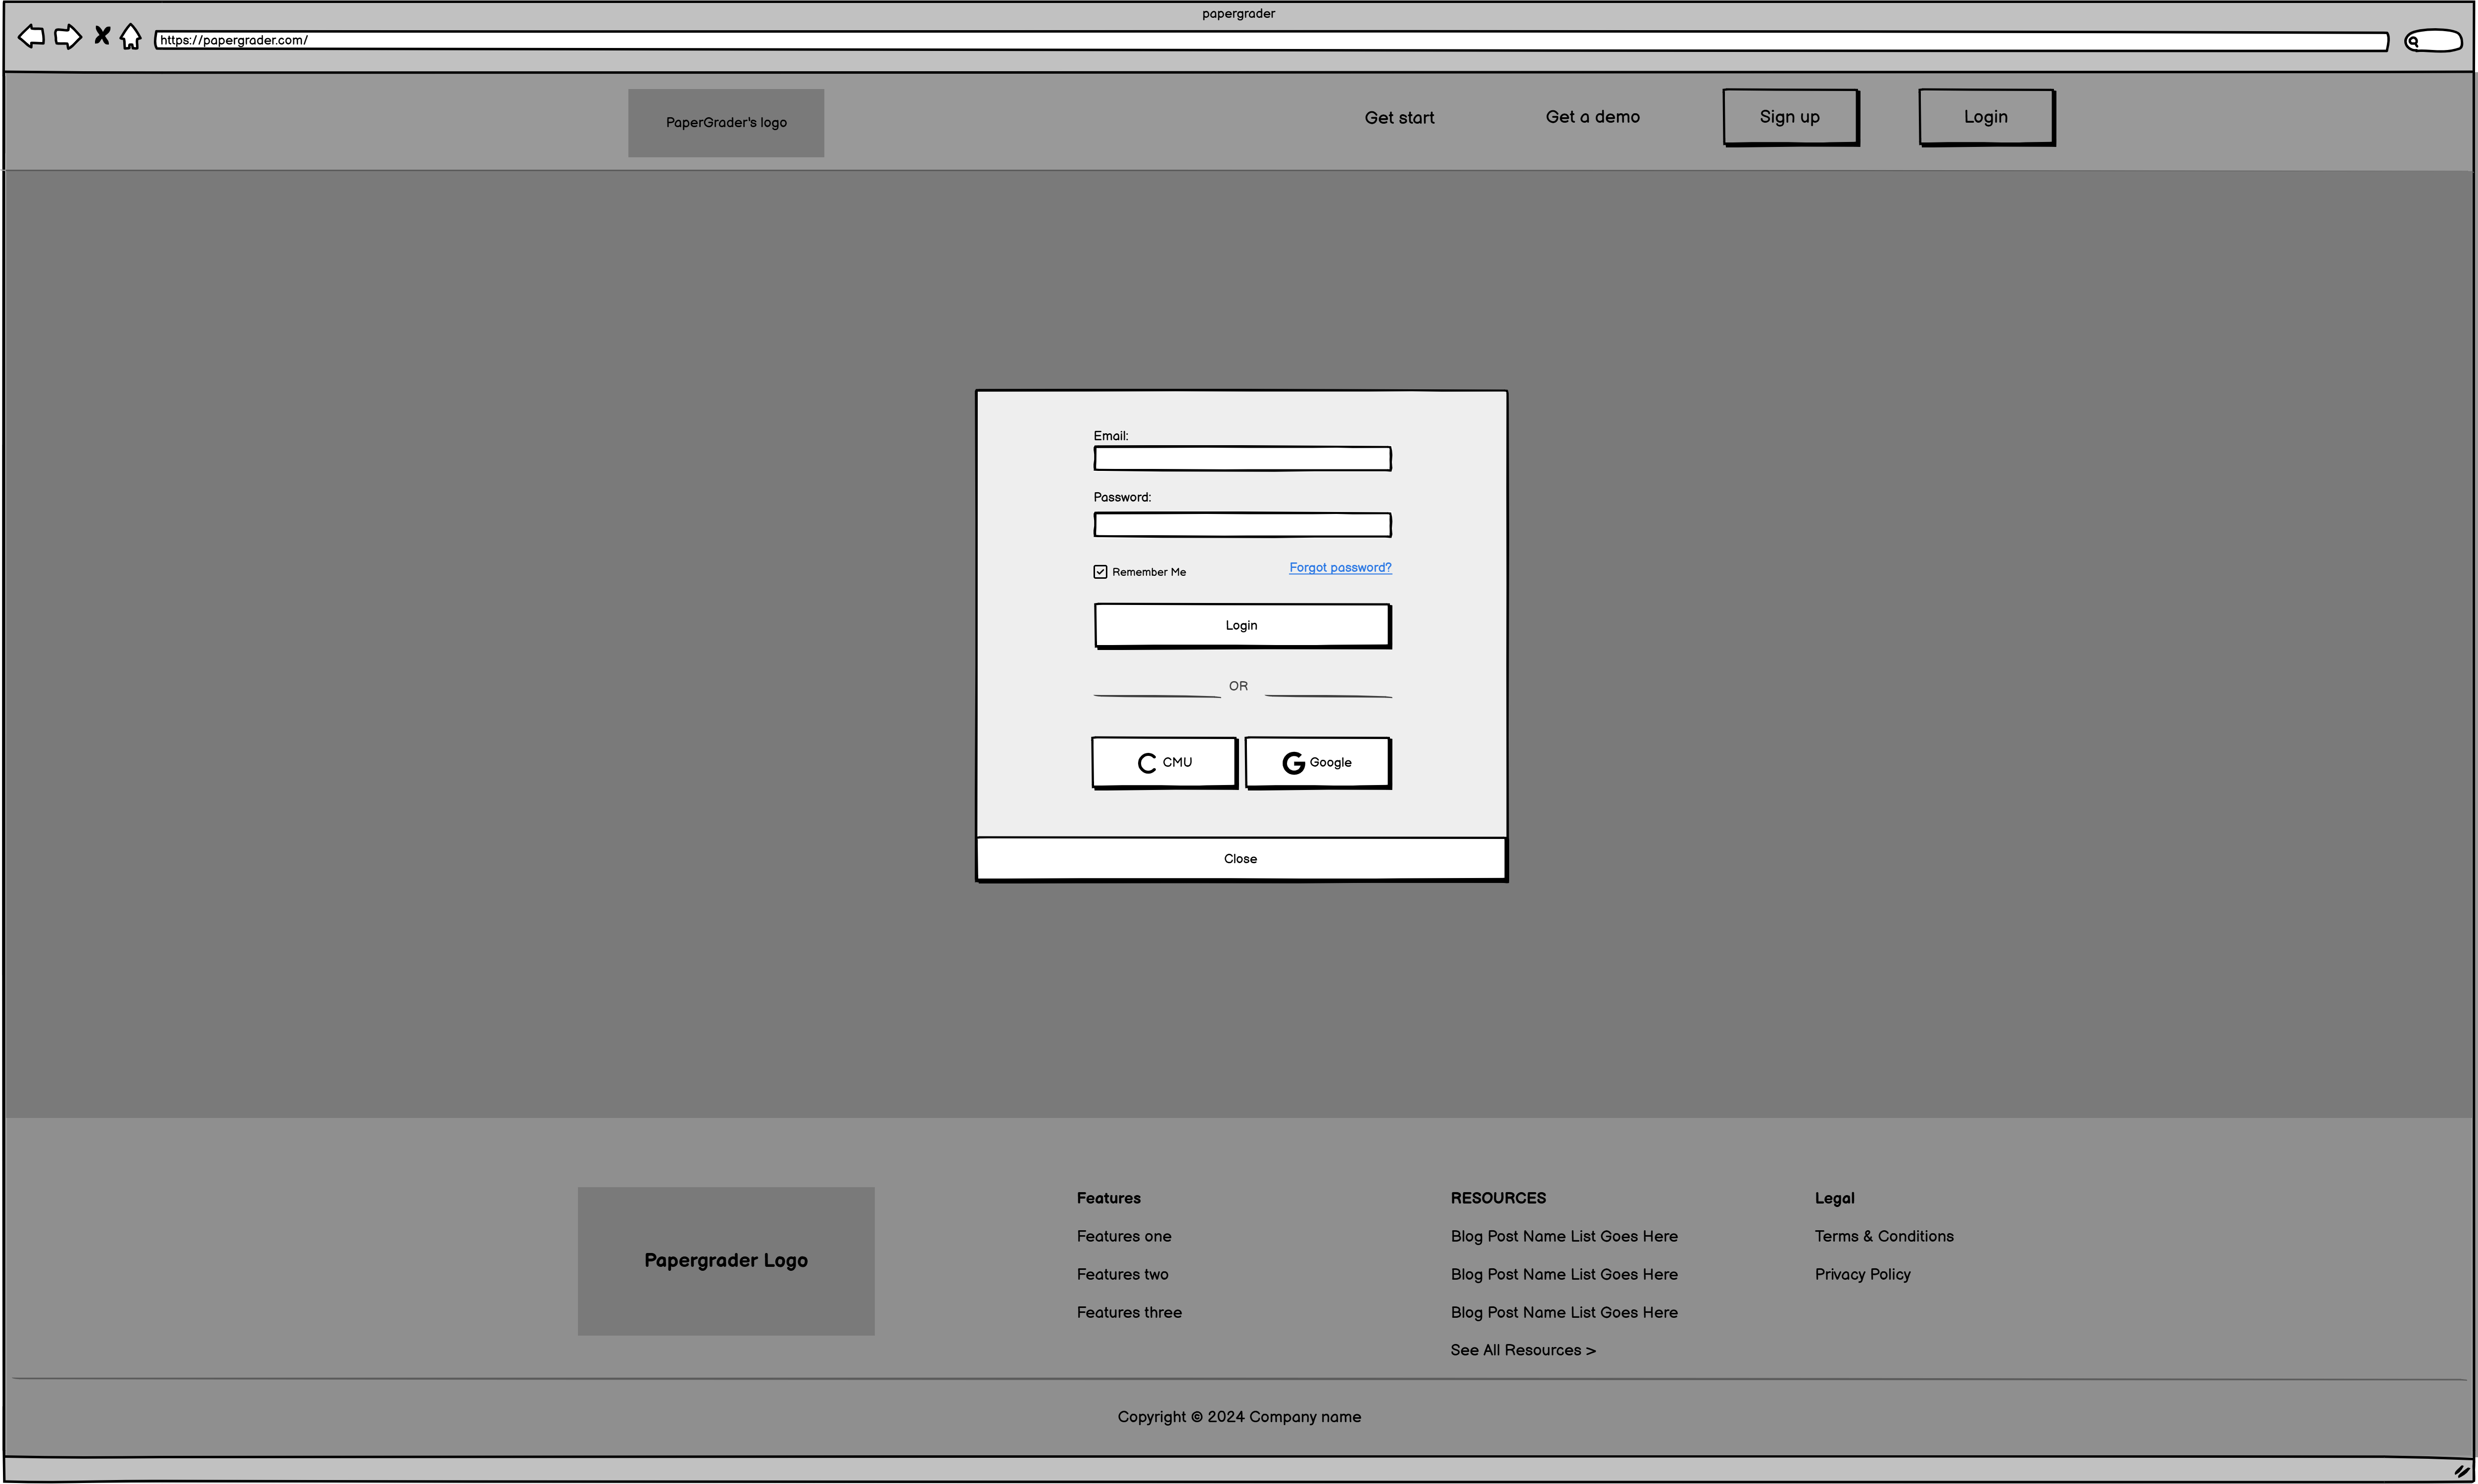 papergrader
https://papergrader.com/
PaperGrader's logo
Get start
Get a demo
Sign up
Login
Email:
Password:
Remember Me
Forgot password?
Login
OR
CMU
Google
Close
Papergrader Logo
Features
Features one
Features two
Features three
RESOURCES
Blog Post Name List Goes Here
Blog Post Name List Goes Here
Blog Post Name List Goes Here
See All Resources >
Legal
Terms & Conditions
Privacy Policy
Copyright © 2024 Company name